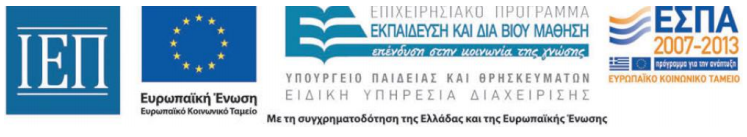 ΙΕΠ
Ευρωπαϊκή Ένωση
Ευρωπαϊκό Κοινωνικό Ταμείο
ΕΠΙΧΕΙΡΗΣΙΑΚΟ ΠΡΟΓΡΑΜΜΑ
ΕΚΠΑΙΔΕΥΣΗ ΚΑΙ ΔΙΑ ΒΙΟΥ ΜΑΘΗΣΗ
επένδυση στην κοινωνία της γνώσης
ΥΠΟΥΡΓΕΙΟ ΠΑΙΔΕΙΑΣ ΚΑΙ ΘΡΗΣΚΕΥΜΑΤΩΝ
ΕΙΔΙΚΗ ΥΠΗΡΕΣΙΑ ΔΙΑΧΕΙΡΙΣΗΣ
Με τη συγχρηματοδότηση της Ελλάδας και της Ευρωπαϊκής Ένωσης
ΕΣΠΑ
2007-2013
πρόγραμμα για την ανάπτυξη
ΕΥΡΩΠΑΪΚΟ ΚΟΙΝΩΝΙΚΟ ΤΑΜΕΙΟ